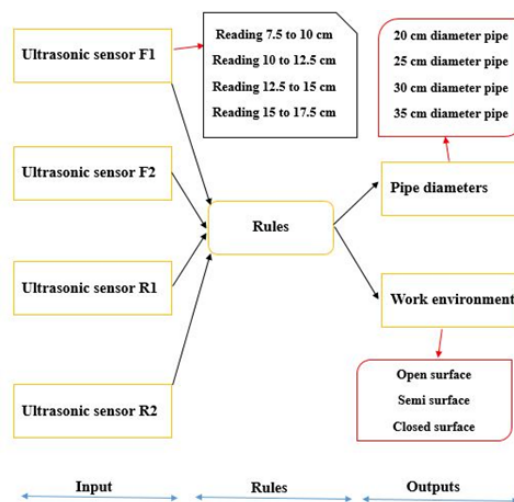 Ultrasonic sensor F1
Reading 7.5 to 10 cm
Reading 10 to 12.5 cm
Reading 12.5 to 15 cm
Reading 15 to 17.5 cm
20 cm diameter pipe
25 cm diameter pipe
30 cm diameter pipe
35 cm diameter pipe
Ultrasonic sensor F2
Pipe diameters
Rules
Ultrasonic sensor R1
Work environment
Open surface
Semi surface
Closed surface
Ultrasonic sensor R2
Input
Rules
Outputs